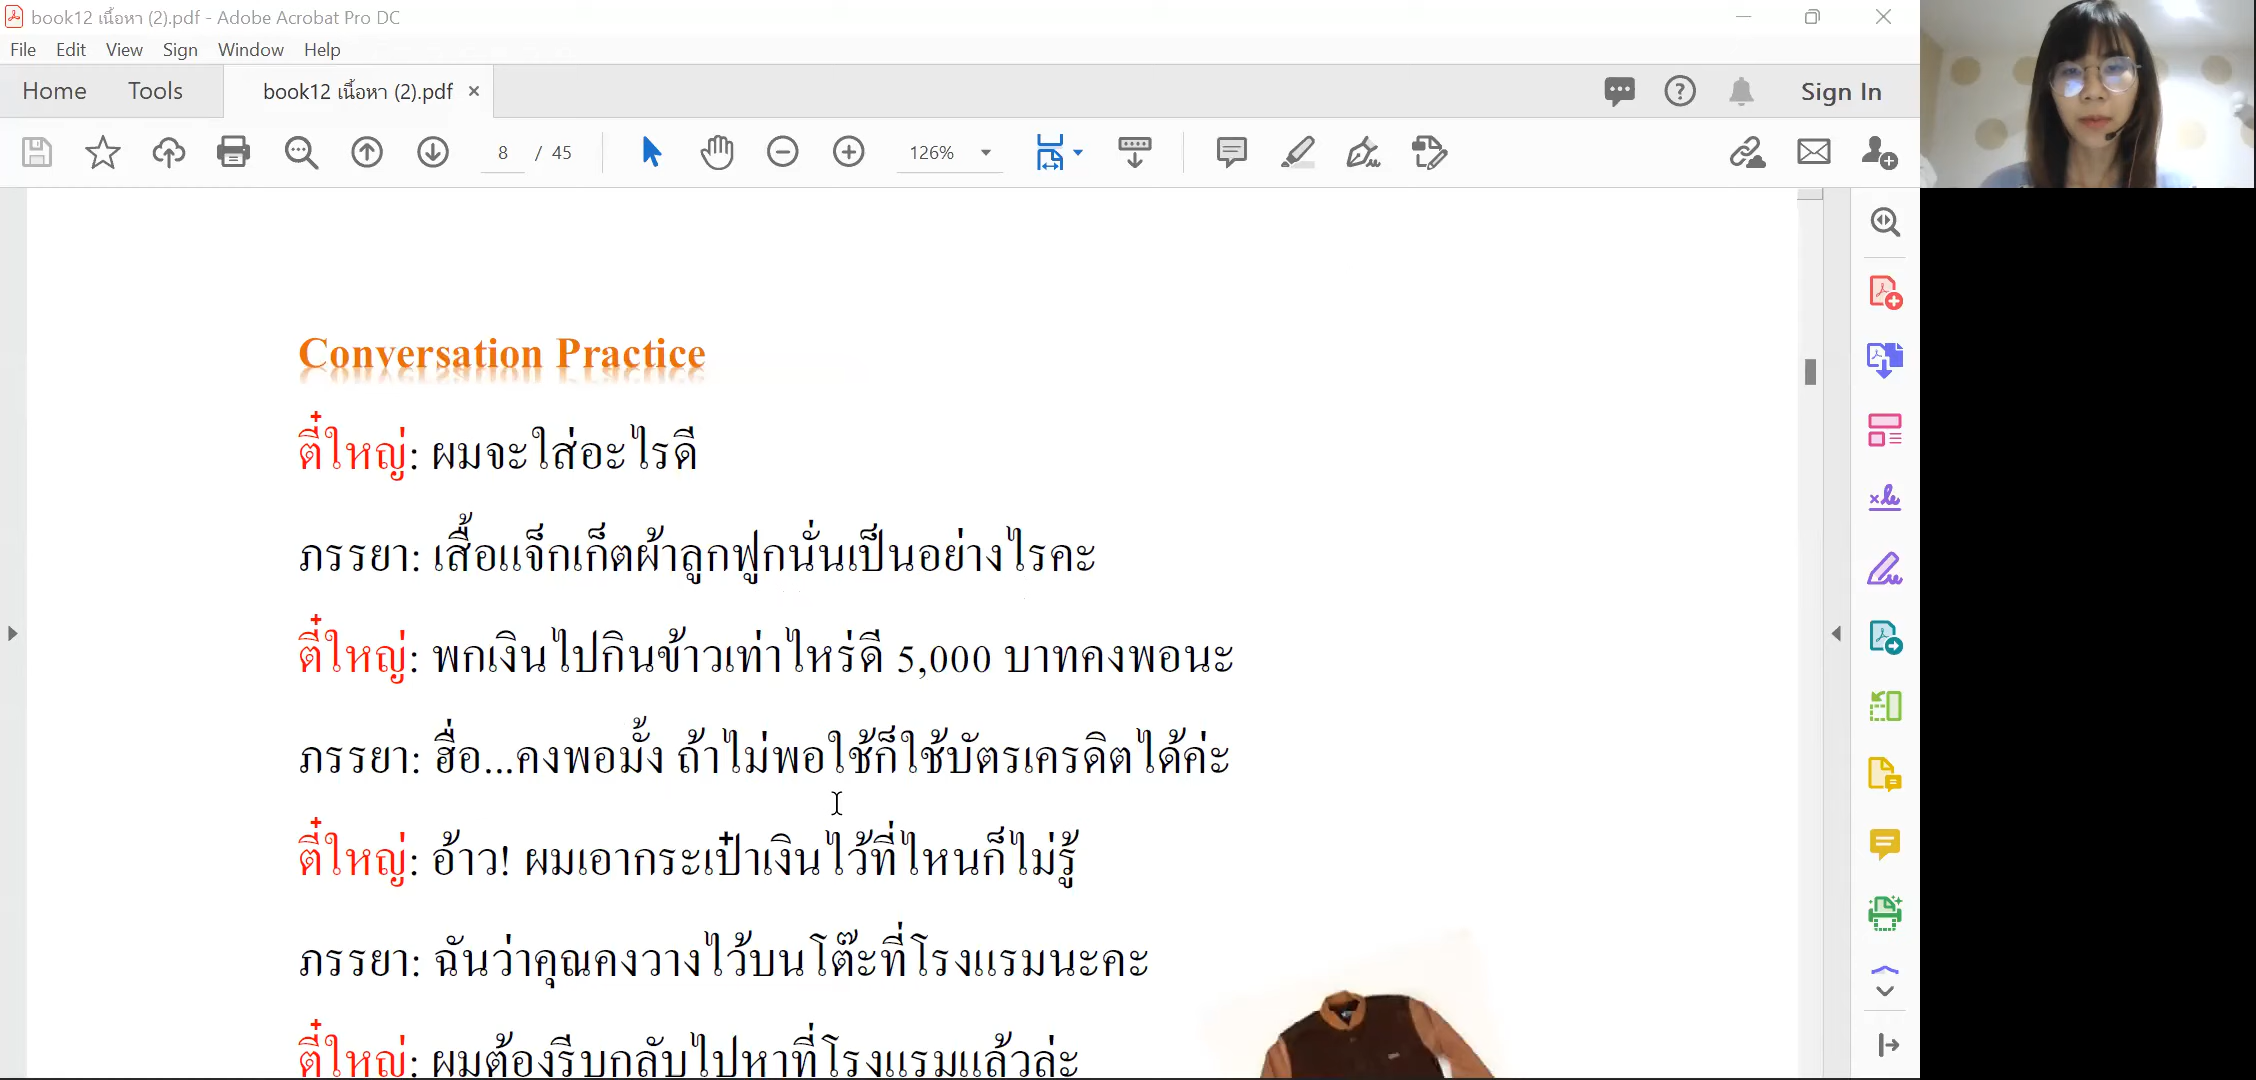 book12 เนื้อหา (2).pdf - Adobe Acrobat Pro DC
File Edit View Sign Window Help
Home Tools book12 เนื้อหา (2).pdf × Sign In
8 / 45 126%
Conversation Practice
ตี๋ใหญ่: ผมจะใส่อะไรดี
ภรรยา: เสื้อแจ็กเก็ตผ้าลูกฟูกนั่นเป็นอย่างไรคะ
ตี๋ใหญ่: พกเงินไปกินข้าวเท่าไหร่ดี 5,000 บาทคงพอนะ
ภรรยา: ฮื่อ...คงพอมั้ง ถ้าไม่พอใช้ก็ใช้บัตรเครดิตได้ค่ะ
ตี๋ใหญ่: อ้าว! ผมเอากระเป๋าเงินไว้ที่ไหนก็ไม่รู้
ภรรยา: ฉันว่าคุณคงวางไว้บนโต๊ะที่โรงแรมนะคะ
ตี๋ใหญ่: ผมต้องรีบกลับไปหาที่โรงแรมแล้วล่ะ